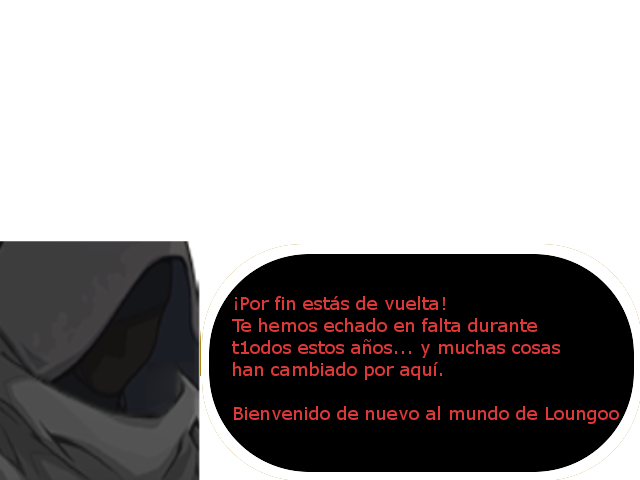 ¡Por fin estás de vuelta!
Te hemos echado en falta durante
t1odos estos años... y muchas cosas
han cambiado por aquí.
Bienvenido de nuevo al mundo de Loungoo